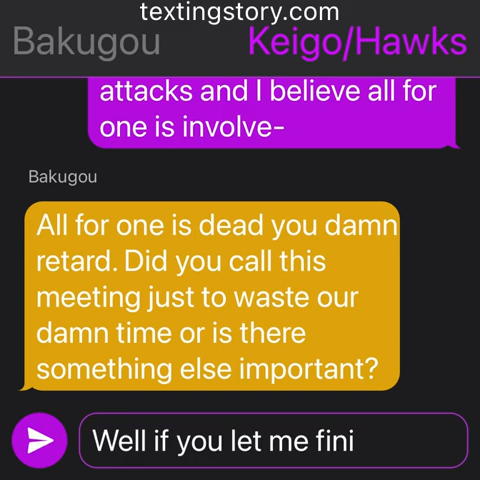 textingstory.com
Bakugou Keigo/Hawks
attacks and I believe all for
one is involve-
Bakugou
All for one is dead you damn
retard. Did you call this
meeting just to waste our
damn time or is there
something else important?
Well if you let me fini